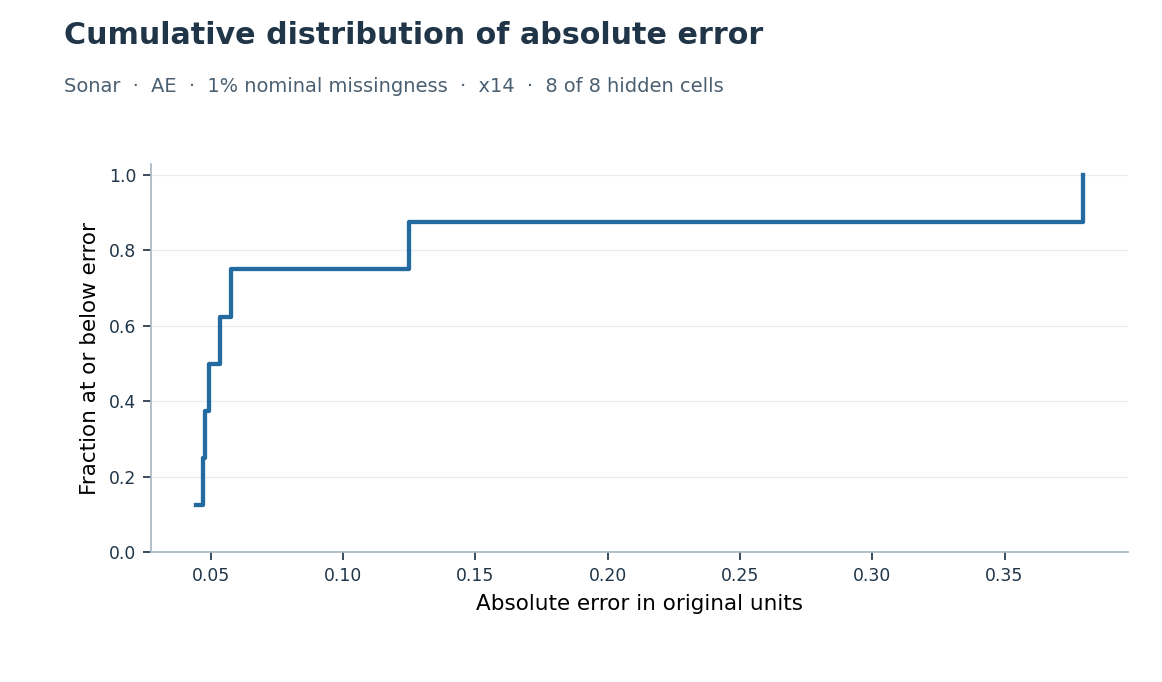 Cumulative distribution of absolute error
Sonar · AE · 1% nominal missingness · x14 · 8 of 8 hidden cells
Fraction at or below error
1.0
0.8
0.6
0.4
0.2
0.0
0.05 0.10 0.15 0.20 0.25 0.30 0.35
Absolute error in original units